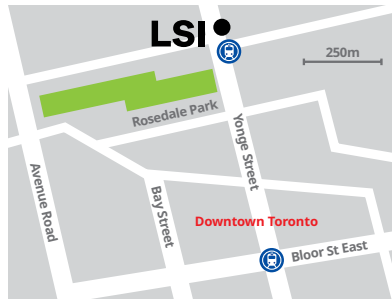 LSI
250m
Rosedale Park
Yonge Street
Avenue Road
Bay Street
Downtown Toronto
Bloor St East